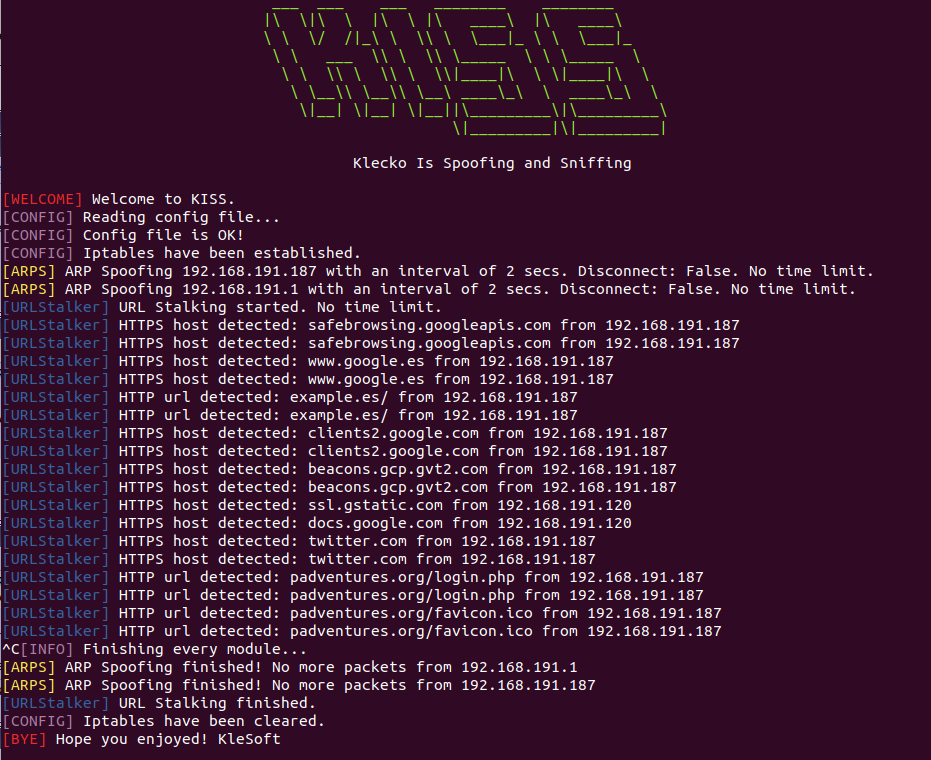 KISS
Klecko Is Spoofing and Sniffing
[WELCOME] Welcome to KISS.
[CONFIG] Reading config file...
[CONFIG] Config file is OK!
[CONFIG] Iptables have been established.
[ARPS] ARP Spoofing 192.168.191.187 with an interval of 2 secs. Disconnect: False. No time limit.
[ARPS] ARP Spoofing 192.168.191.1 with an interval of 2 secs. Disconnect: False. No time limit.
[URLStalker] URL Stalking started. No time limit.
[URLStalker] HTTPS host detected: safebrowsing.googleapis.com from 192.168.191.187
[URLStalker] HTTPS host detected: safebrowsing.googleapis.com from 192.168.191.187
[URLStalker] HTTPS host detected: www.google.es from 192.168.191.187
[URLStalker] HTTPS host detected: www.google.es from 192.168.191.187
[URLStalker] HTTP url detected: example.es/ from 192.168.191.187
[URLStalker] HTTP url detected: example.es/ from 192.168.191.187
[URLStalker] HTTPS host detected: clients2.google.com from 192.168.191.187
[URLStalker] HTTPS host detected: clients2.google.com from 192.168.191.187
[URLStalker] HTTPS host detected: beacons.gcp.gvt2.com from 192.168.191.187
[URLStalker] HTTPS host detected: beacons.gcp.gvt2.com from 192.168.191.187
[URLStalker] HTTPS host detected: ssl.gstatic.com from 192.168.191.120
[URLStalker] HTTPS host detected: docs.google.com from 192.168.191.120
[URLStalker] HTTPS host detected: twitter.com from 192.168.191.187
[URLStalker] HTTPS host detected: twitter.com from 192.168.191.187
[URLStalker] HTTP url detected: padventures.org/login.php from 192.168.191.187
[URLStalker] HTTP url detected: padventures.org/login.php from 192.168.191.187
[URLStalker] HTTP url detected: padventures.org/favicon.ico from 192.168.191.187
[URLStalker] HTTP url detected: padventures.org/favicon.ico from 192.168.191.187
^C[INFO] Finishing every module...
[ARPS] ARP Spoofing finished! No more packets from 192.168.191.1
[ARPS] ARP Spoofing finished! No more packets from 192.168.191.187
[URLStalker] URL Stalking finished.
[CONFIG] Iptables have been cleared.
[BYE] Hope you enjoyed! KleSoft